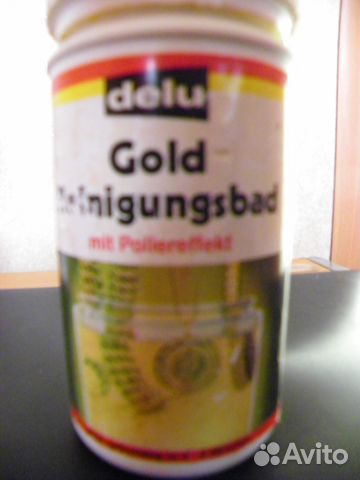 delu
Gold
Reinigungsbad
mit Poliereffekt
Avito